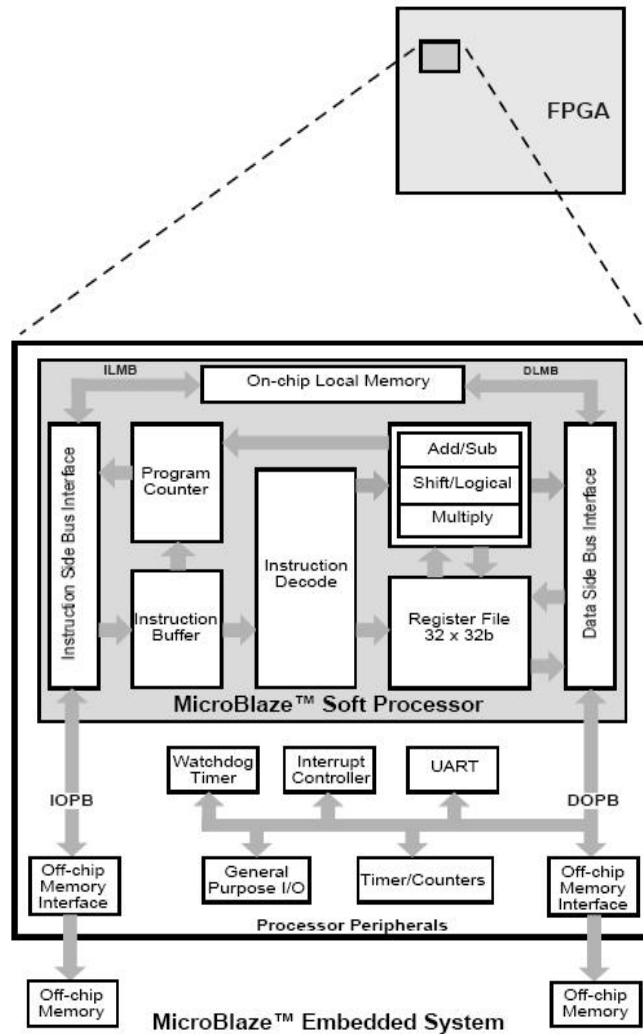 FPGA
ILMB
On-chip Local Memory
DLMB
Instruction Side Bus Interface
Program
Counter
Add/Sub
Shift/Logical
Multiply
Data Side Bus Interface
Instruction
Buffer
Instruction
Decode
Register File
32 x 32b
MicroBlaze™ Soft Processor
Watchdog
Timer
Interrupt
Controller
UART
IOPB
DOPB
Off-chip
Memory
Interface
General
Purpose I/O
Timer/Counters
Off-chip
Memory
Interface
Processor Peripherals
Off-chip
Memory
Off-chip
Memory
MicroBlaze™ Embedded System